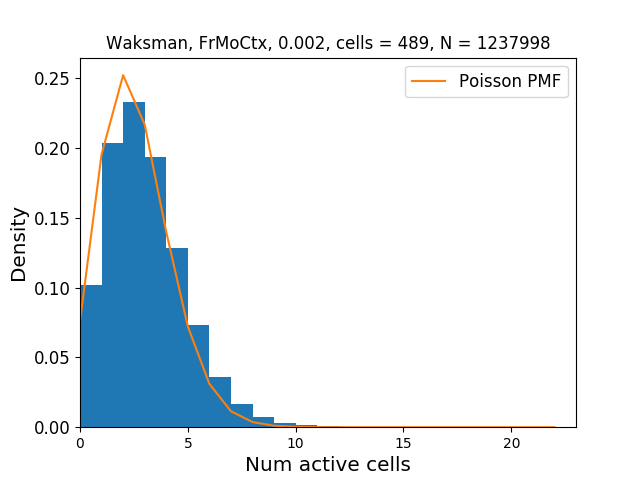 Waksman, FrMoCtx, 0.002, cells = 489, N = 1237998
Poisson PMF
Density
0.25
0.20
0.15
0.10
0.05
0.00
0 5 10 15 20
Num active cells